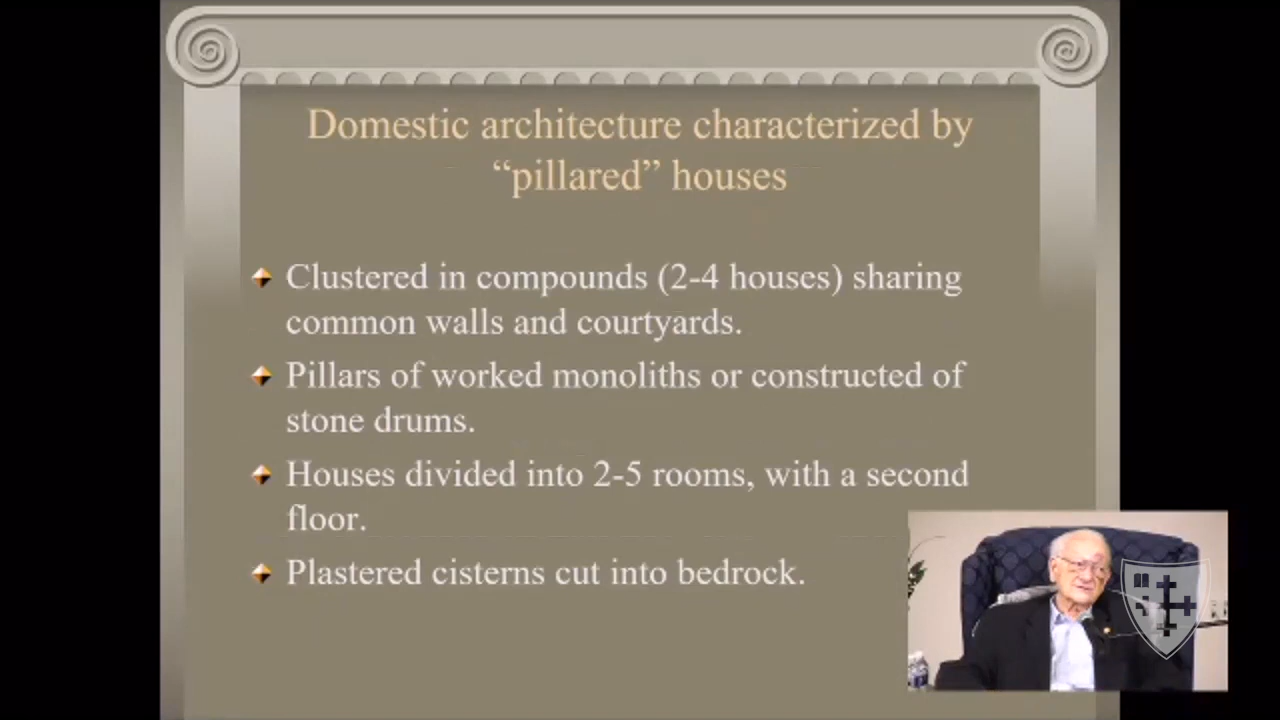 Domestic architecture characterized by
“pillared” houses
Clustered in compounds (2-4 houses) sharing
common walls and courtyards.
Pillars of worked monoliths or constructed of
stone drums.
Houses divided into 2-5 rooms, with a second
floor.
Plastered cisterns cut into bedrock.